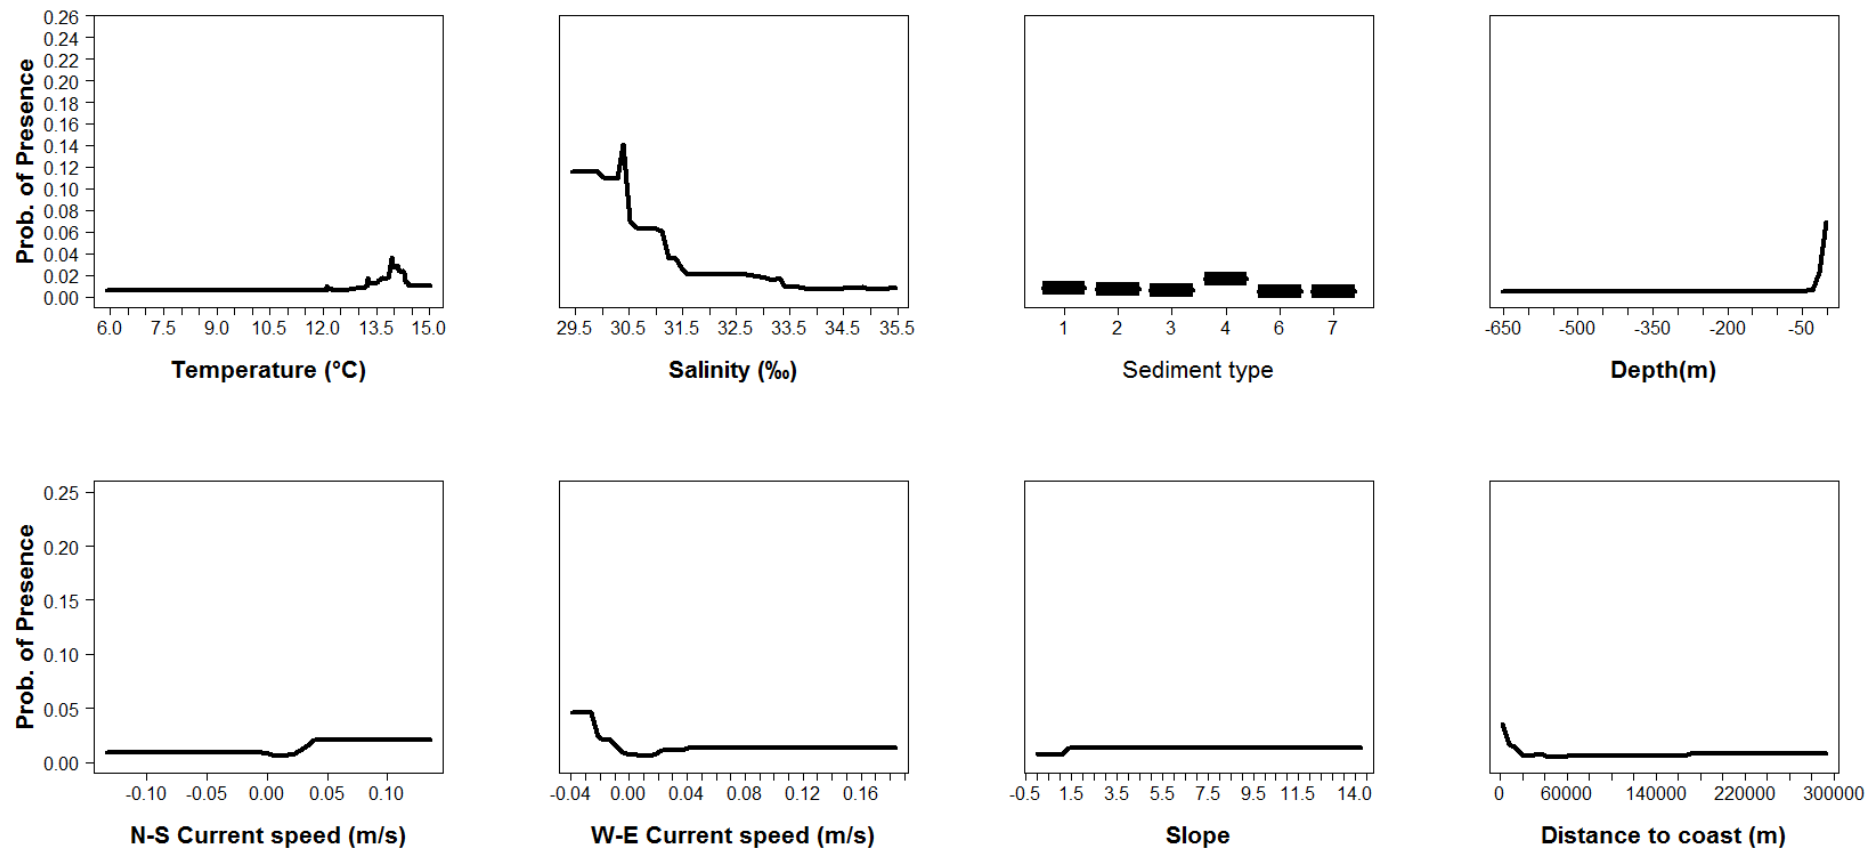 Prob. of Presence
0.26
0.24
0.22
0.20
0.18
0.16
0.14
0.12
0.10
0.08
0.06
0.04
0.02
0.00
6.0 7.5 9.0 10.5 12.0 13.5 15.0
Temperature (°C)
29.5 30.5 31.5 32.5 33.5 34.5 35.5
Salinity (‰)
1 2 3 4 6 7
Sediment type
-650 -500 -350 -200 -50
Depth(m)
Prob. of Presence
0.25
0.20
0.15
0.10
0.05
0.00
-0.10 -0.05 0.00 0.05 0.10
N-S Current speed (m/s)
-0.04 0.00 0.04 0.08 0.12 0.16
W-E Current speed (m/s)
-0.5 1.5 3.5 5.5 7.5 9.5 11.5 14.0
Slope
0 60000 140000 220000 300000
Distance to coast (m)